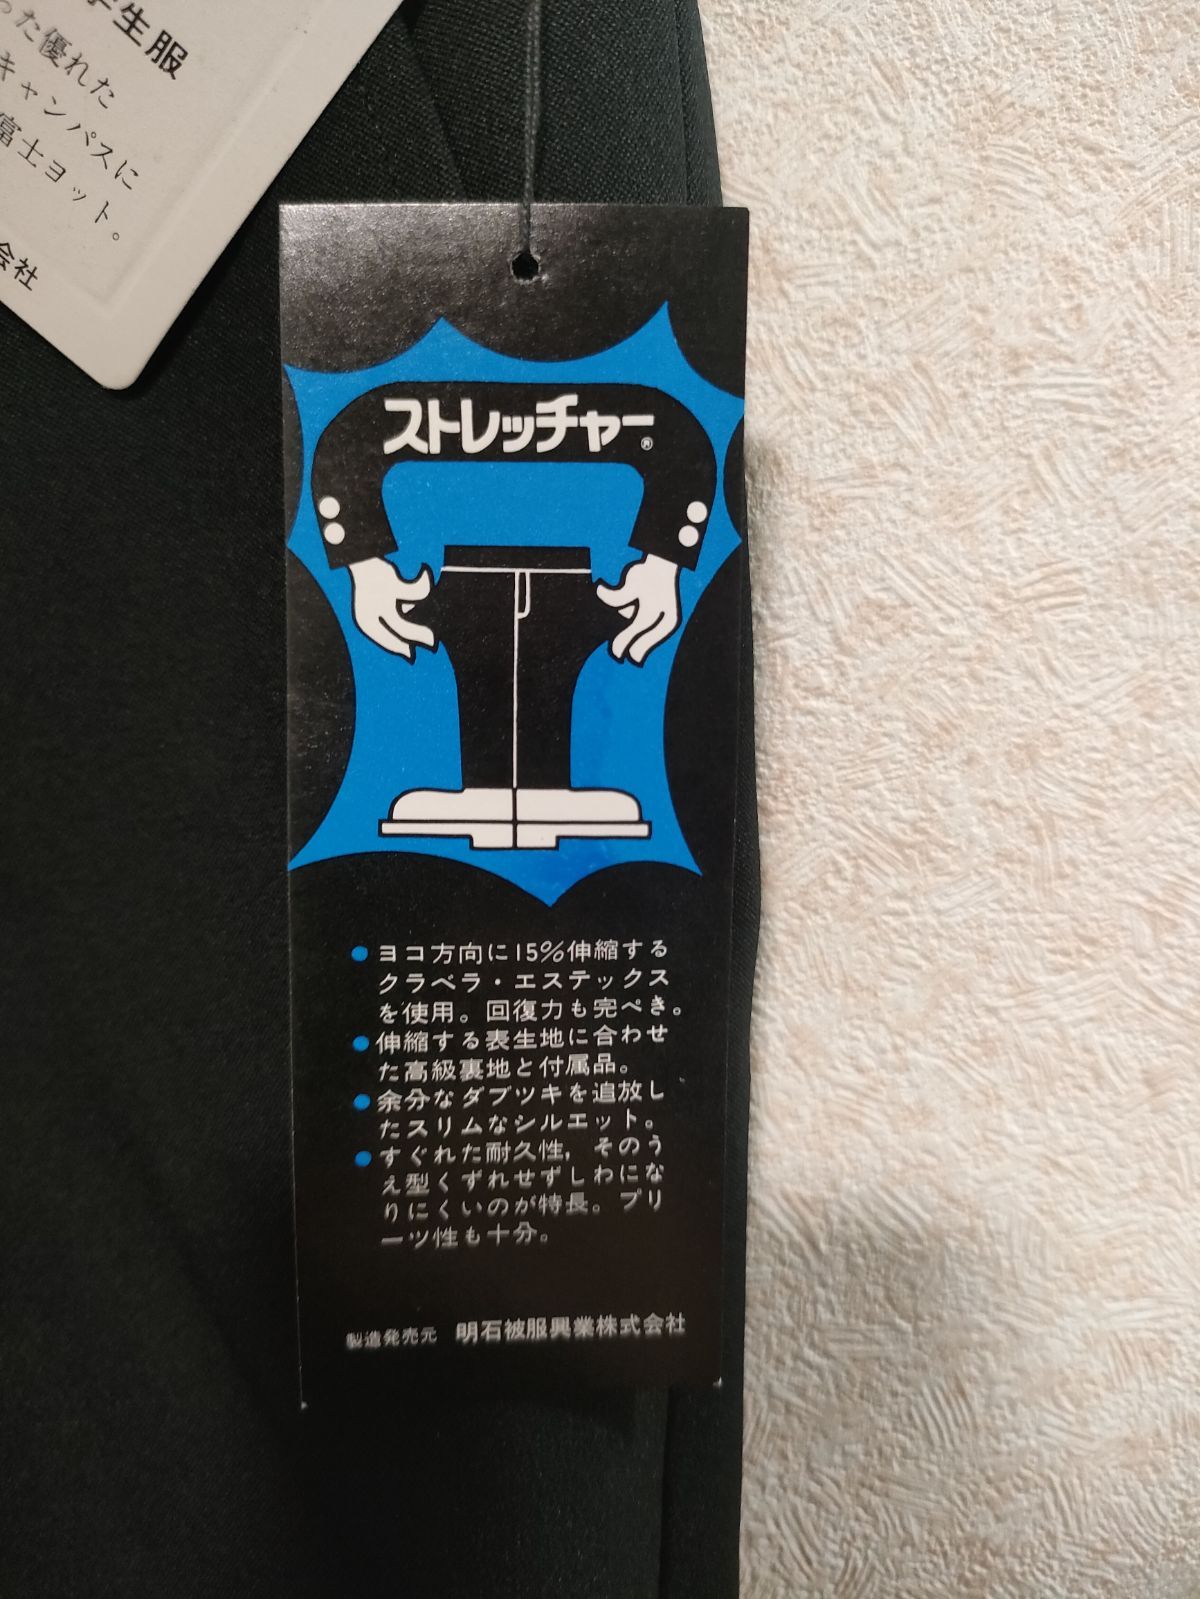 学生服
った優れた
キャンパスに
富士ヨット。
会社
ストレッチャー®
●ヨコ方向に15%伸縮する
クラベラ・エステックス
を使用。回復力も完ぺき。
●伸縮する表生地に合わせ
た高級裏地と付属品。
●余分なダブツキを追放し
たスリムなシルエット。
●すぐれた耐久性,そのう
え型くずれせずしわにな
りにくいのが特長。プリ
ーツ性も十分。
製造発売元 明石被服興業株式会社